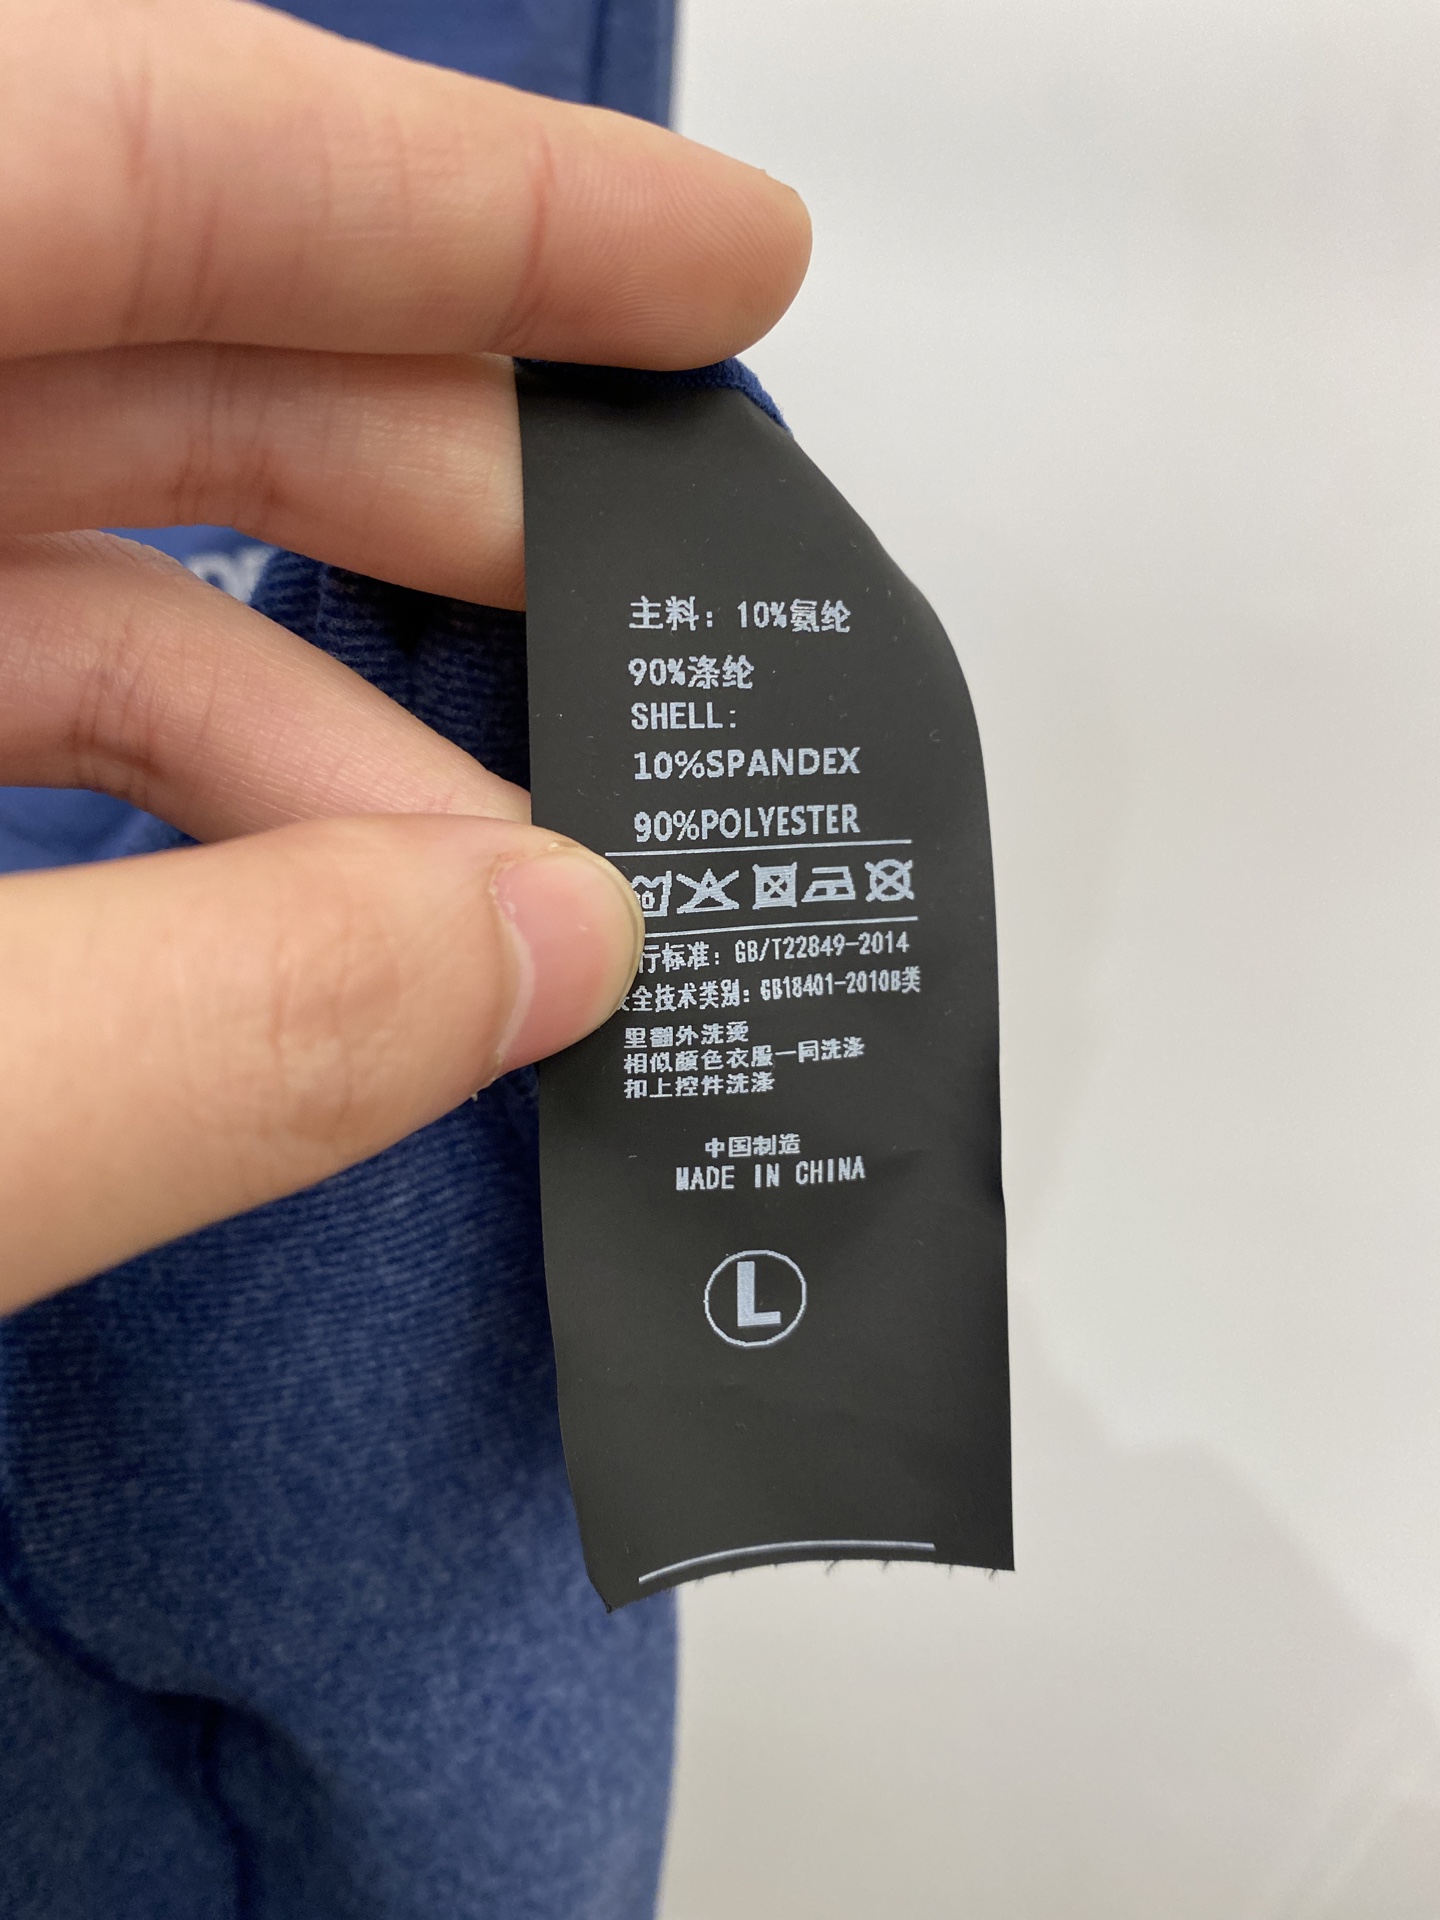 主料：10%氨纶
90%涤纶
SHELL:
10%SPANDEX
90%POLYESTER
行标准：GB/T22849-2014
全技术类别：GB18401-2010B类
里翻外洗烫
相似颜色衣服一同洗涤
扣上控件洗涤
中国制造
MADE IN CHINA
L